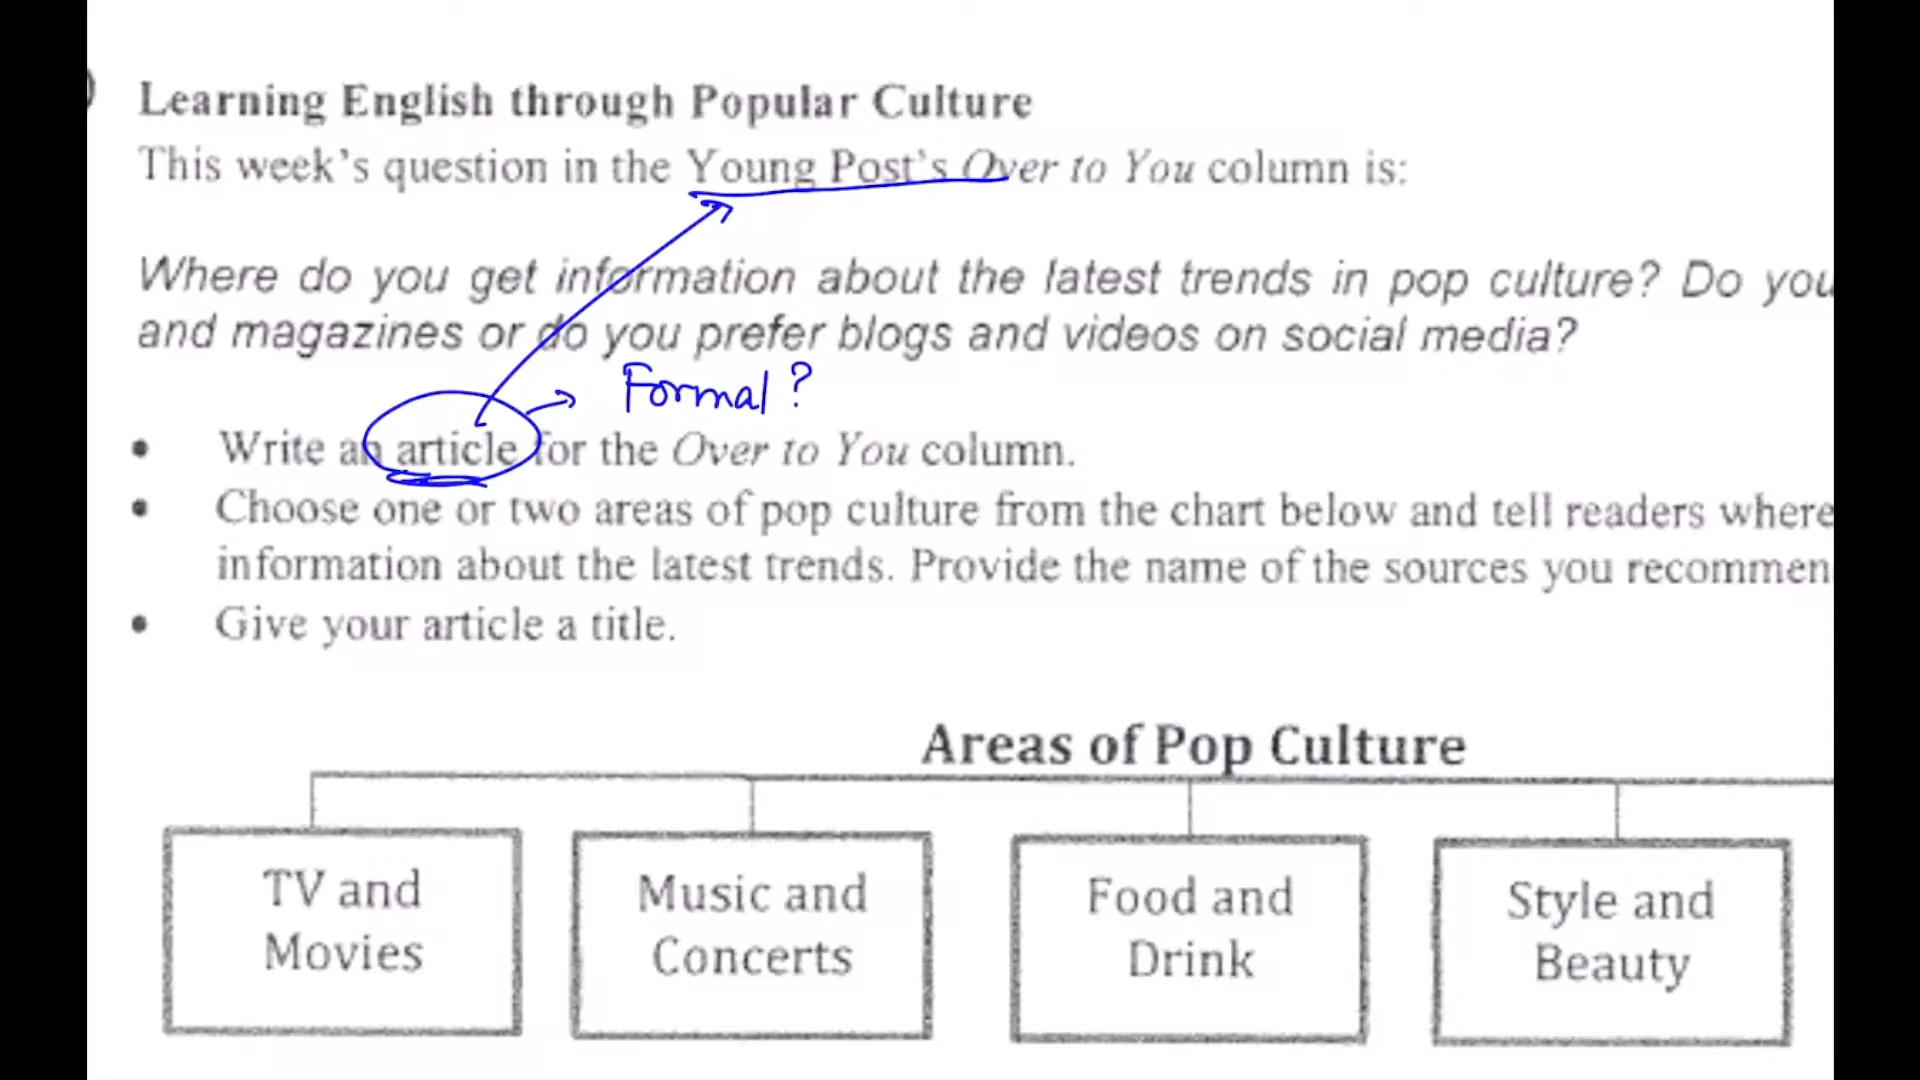 Learning English through Popular Culture
This week's question in the Young Post's Over to You column is:
Where do you get information about the latest trends in pop culture? Do you
and magazines or do you prefer blogs and videos on social media?
Formal?
• Write an article for the Over to You column.
• Choose one or two areas of pop culture from the chart below and tell readers where
information about the latest trends. Provide the name of the sources you recommen
• Give your article a title.
Areas of Pop Culture
TV and
Movies
Music and
Concerts
Food and
Drink
Style and
Beauty